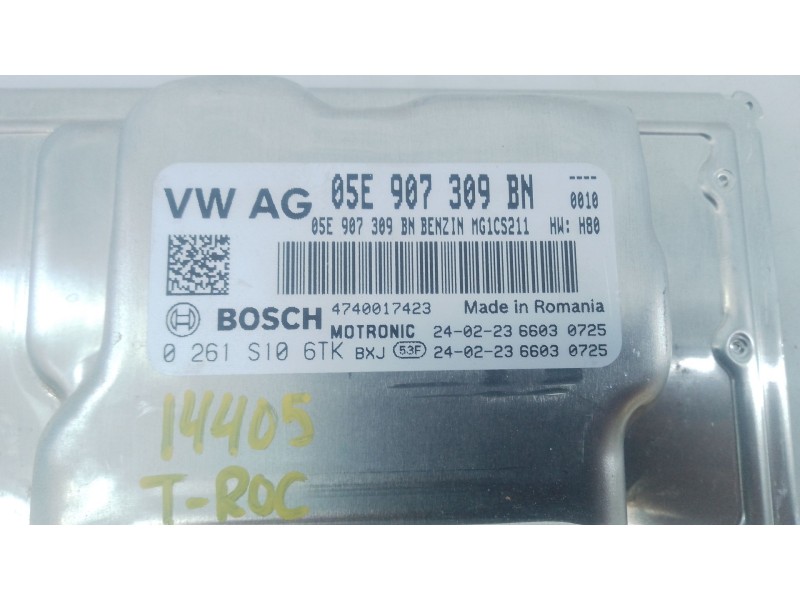 VW AG 05E 907 309 BN ----
0010
05E 907 309 BN BENZIN MG1CS211 HW: H80
BOSCH 4740017423 Made in Romania
MOTRONIC 24-02-23 6603 0725
0 261 S10 6TK BXJ 53F 24-02-23 6603 0725
14405
T-ROC